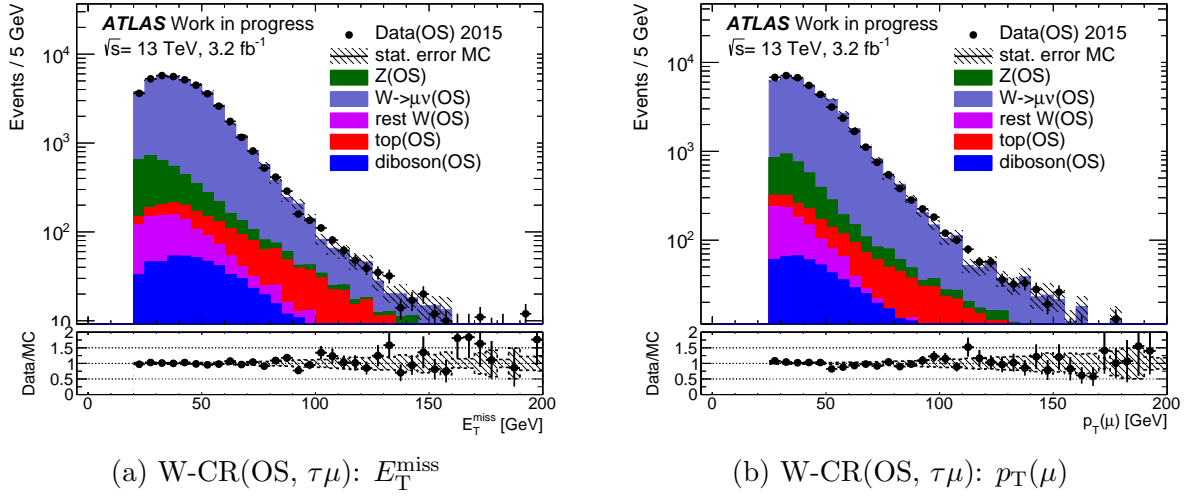 ATLAS Work in progress
√s= 13 TeV, 3.2 fb⁻¹
Events / 5 GeV
10⁴
10³
10²
10
Data(OS) 2015
stat. error MC
Z(OS)
W->μν(OS)
rest W(OS)
top(OS)
diboson(OS)
Data/MC
2
1.5
1
0.5
0
0 50 100 150 200
E_T^miss [GeV]
(a) W-CR(OS, τμ): E_T^miss
ATLAS Work in progress
√s= 13 TeV, 3.2 fb⁻¹
Events / 5 GeV
10⁴
10³
10²
Data(OS) 2015
stat. error MC
Z(OS)
W->μν(OS)
rest W(OS)
top(OS)
diboson(OS)
Data/MC
2
1.5
1
0.5
0
0 50 100 150 200
p_T(μ) [GeV]
(b) W-CR(OS, τμ): p_T(μ)